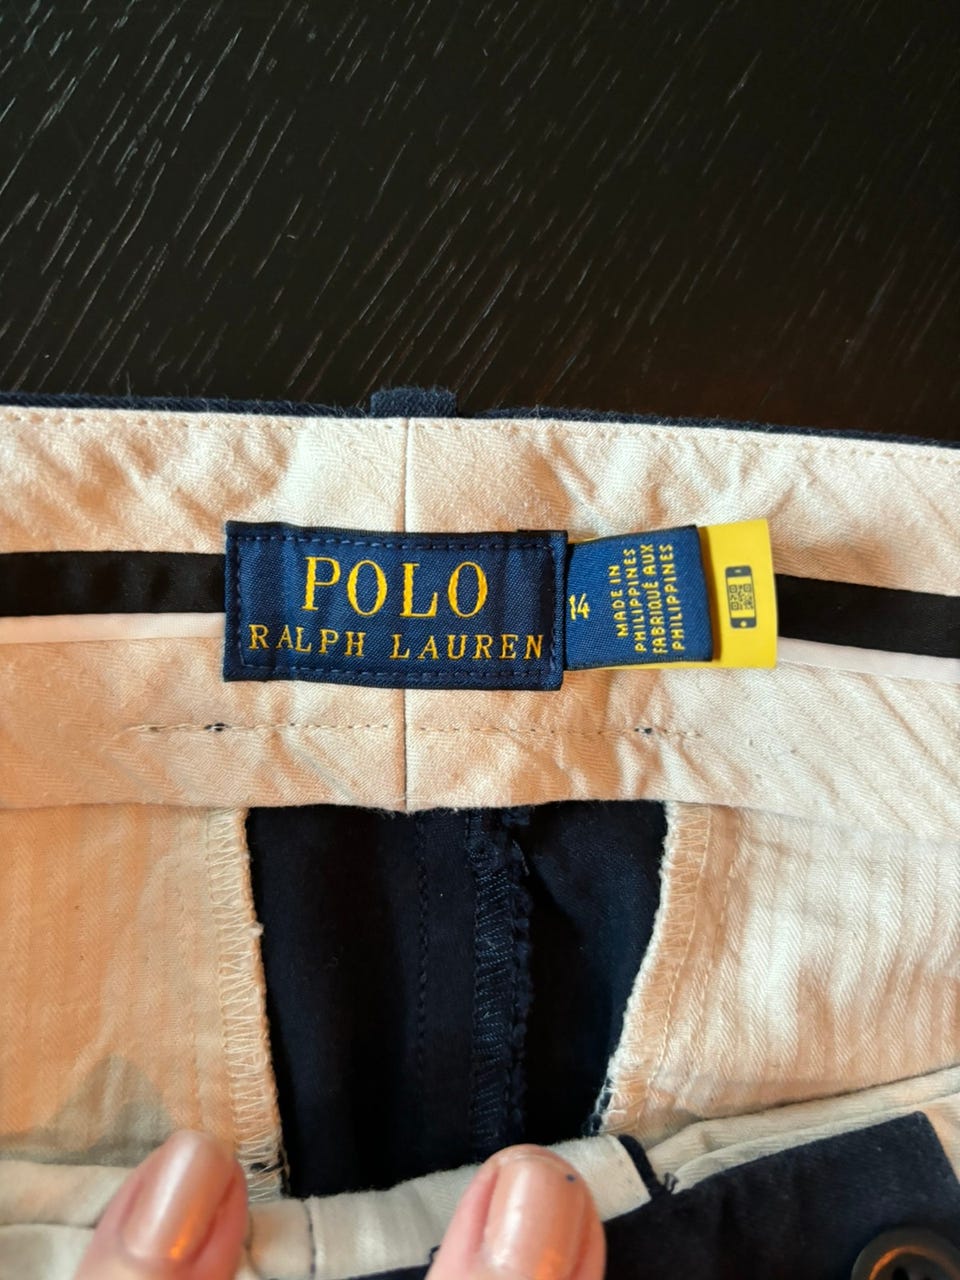 POLO
RALPH LAUREN
14
MADE IN
PHILIPPINES
FABRIQUÉ AUX
PHILIPPINES